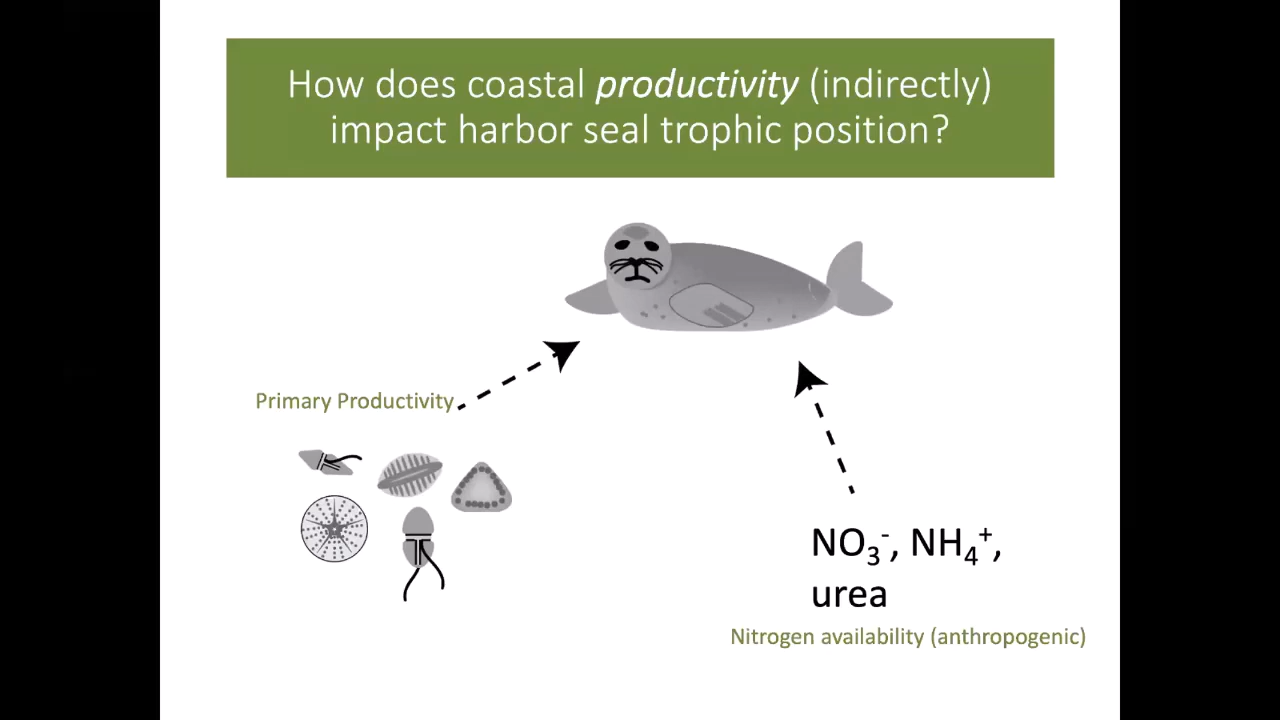 How does coastal productivity (indirectly)
impact harbor seal trophic position?
Primary Productivity
NO₃⁻, NH₄⁺,
urea
Nitrogen availability (anthropogenic)